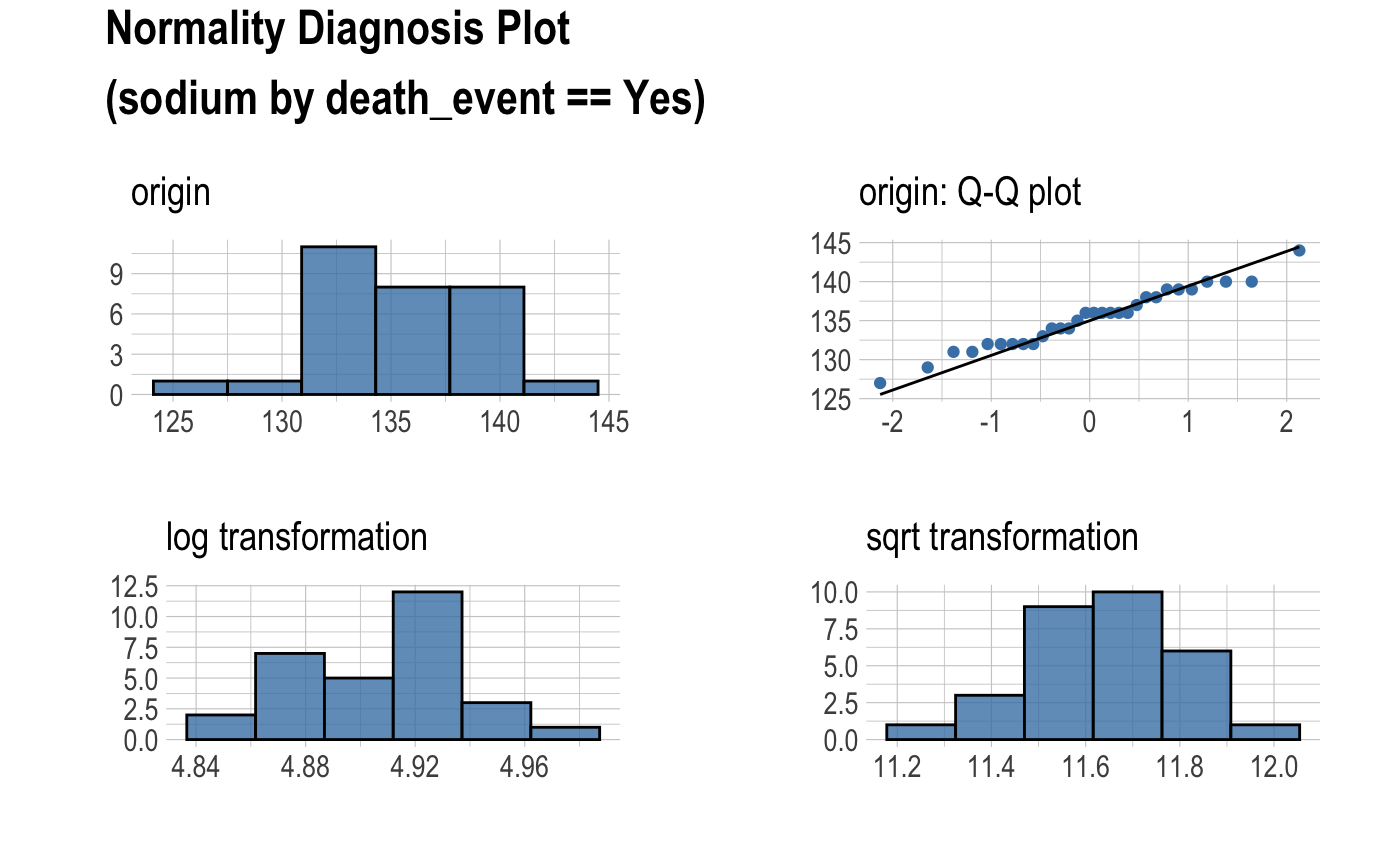 Normality Diagnosis Plot
(sodium by death_event == Yes)
origin
9
6
3
0
125 130 135 140 145
origin: Q-Q plot
145
140
135
130
125
-2 -1 0 1 2
log transformation
12.5
10.0
7.5
5.0
2.5
0.0
4.84 4.88 4.92 4.96
sqrt transformation
10.0
7.5
5.0
2.5
0.0
11.2 11.4 11.6 11.8 12.0